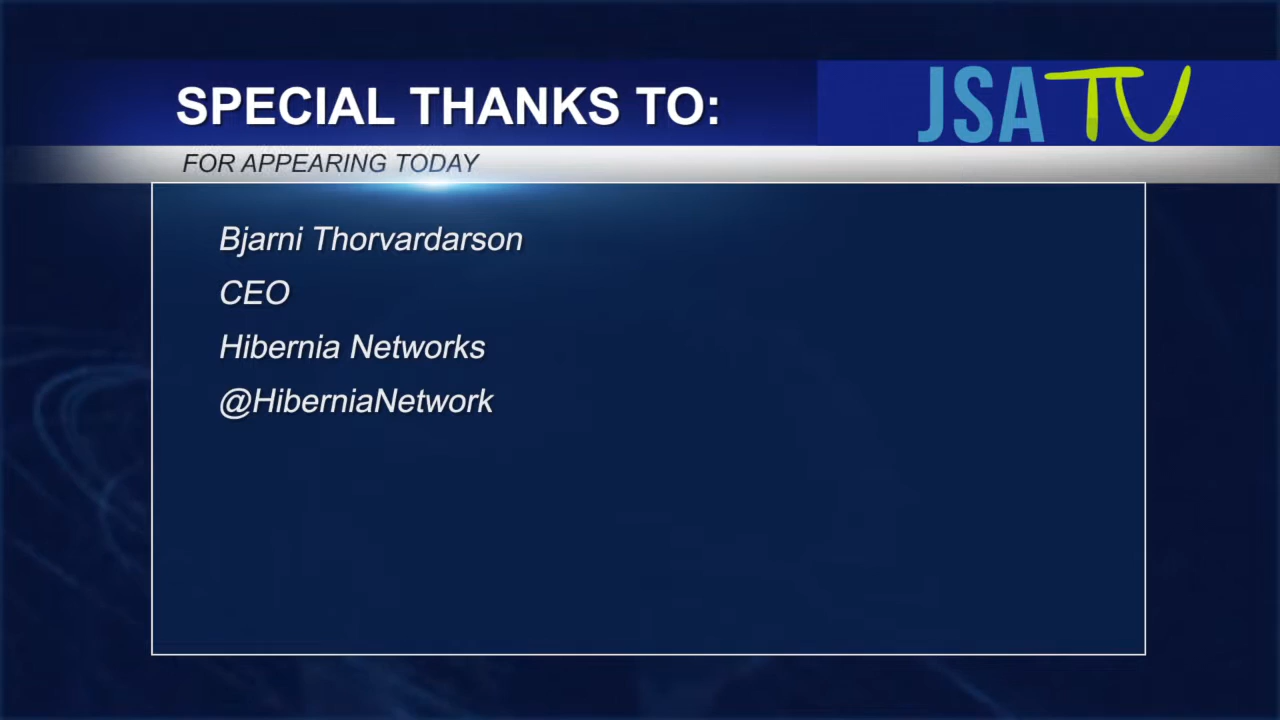 SPECIAL THANKS TO:
JSA TV
FOR APPEARING TODAY
Bjarni Thorvardarson
CEO
Hibernia Networks
@HiberniaNetwork